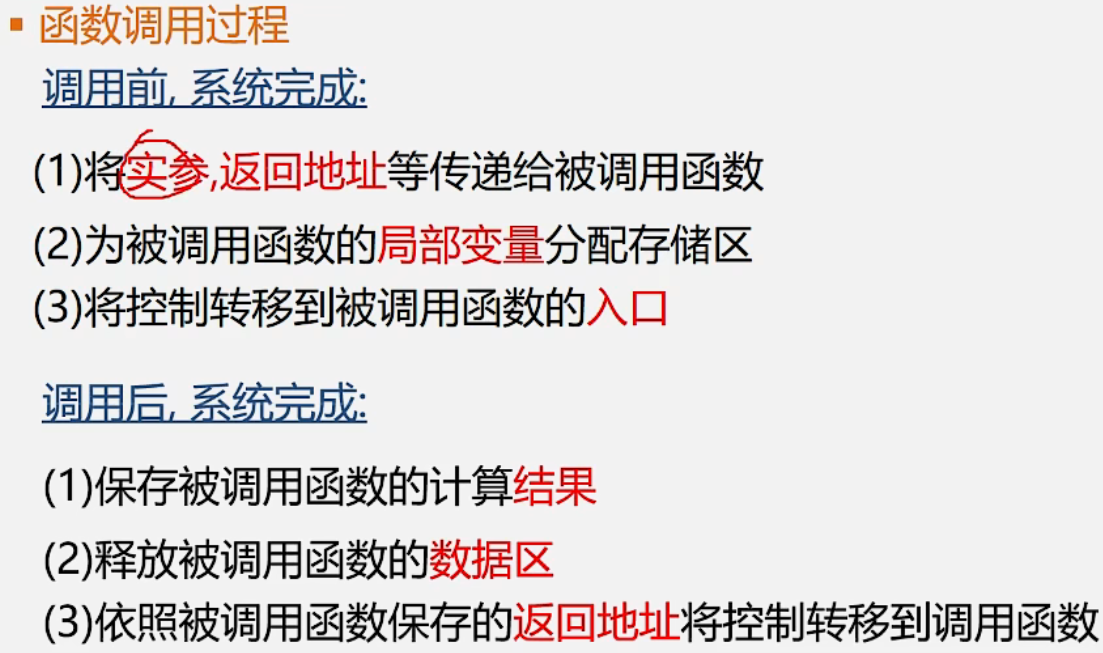 ▪ 函数调用过程
调用前, 系统完成:
(1)将实参,返回地址等传递给被调用函数
(2)为被调用函数的局部变量分配存储区
(3)将控制转移到被调用函数的入口
调用后, 系统完成:
(1)保存被调用函数的计算结果
(2)释放被调用函数的数据区
(3)依照被调用函数保存的返回地址将控制转移到调用函数